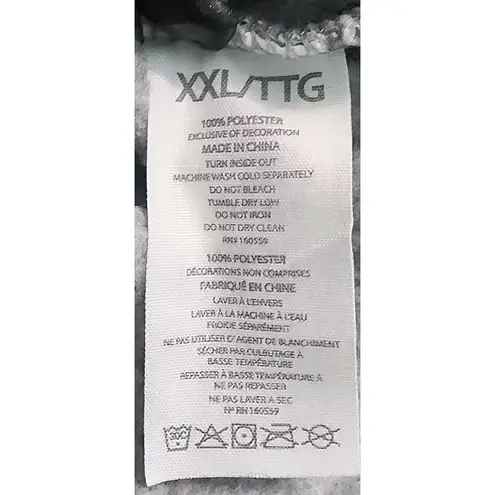 XXL/TTG
100% POLYESTER
EXCLUSIVE OF DECORATION
MADE IN CHINA
TURN INSIDE OUT
MACHINE WASH COLD SEPARATELY
DO NOT BLEACH
TUMBLE DRY LOW
DO NOT IRON
DO NOT DRY CLEAN
RN# 160559
100% POLYESTER
DÉCORATIONS NON COMPRISES
FABRIQUÉ EN CHINE
LAVER À L'ENVERS
LAVER À LA MACHINE À L'EAU
FROIDE SÉPARÉMENT
NE PAS UTILISER D'AGENT DE BLANCHIMENT
SÉCHER PAR CULBUTAGE À
BASSE TEMPÉRATURE
REPASSER À BASSE TEMPÉRATURE À
NE PAS REPASSER
NE PAS LAVER A SEC
N° RN 160559
30C